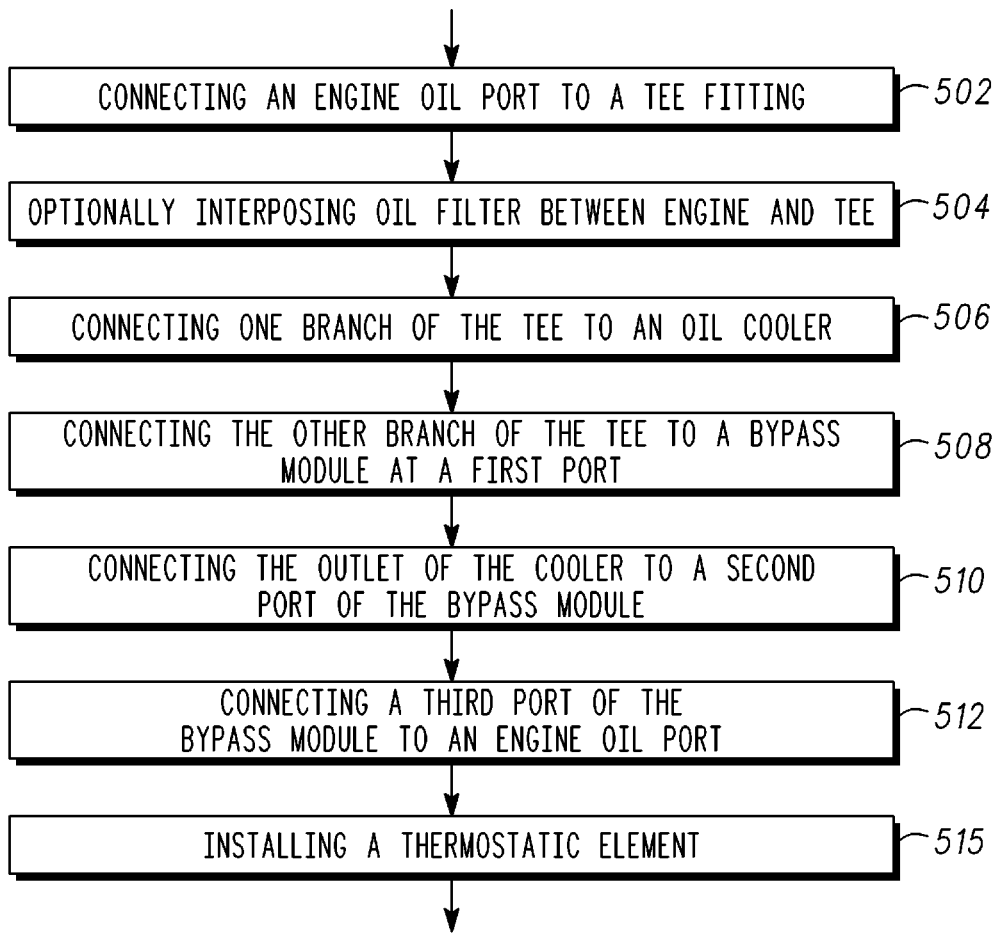 CONNECTING AN ENGINE OIL PORT TO A TEE FITTING
502
OPTIONALLY INTERPOSING OIL FILTER BETWEEN ENGINE AND TEE
504
CONNECTING ONE BRANCH OF THE TEE TO AN OIL COOLER
506
CONNECTING THE OTHER BRANCH OF THE TEE TO A BYPASS
MODULE AT A FIRST PORT
508
CONNECTING THE OUTLET OF THE COOLER TO A SECOND
PORT OF THE BYPASS MODULE
510
CONNECTING A THIRD PORT OF THE
BYPASS MODULE TO AN ENGINE OIL PORT
512
INSTALLING A THERMOSTATIC ELEMENT
515